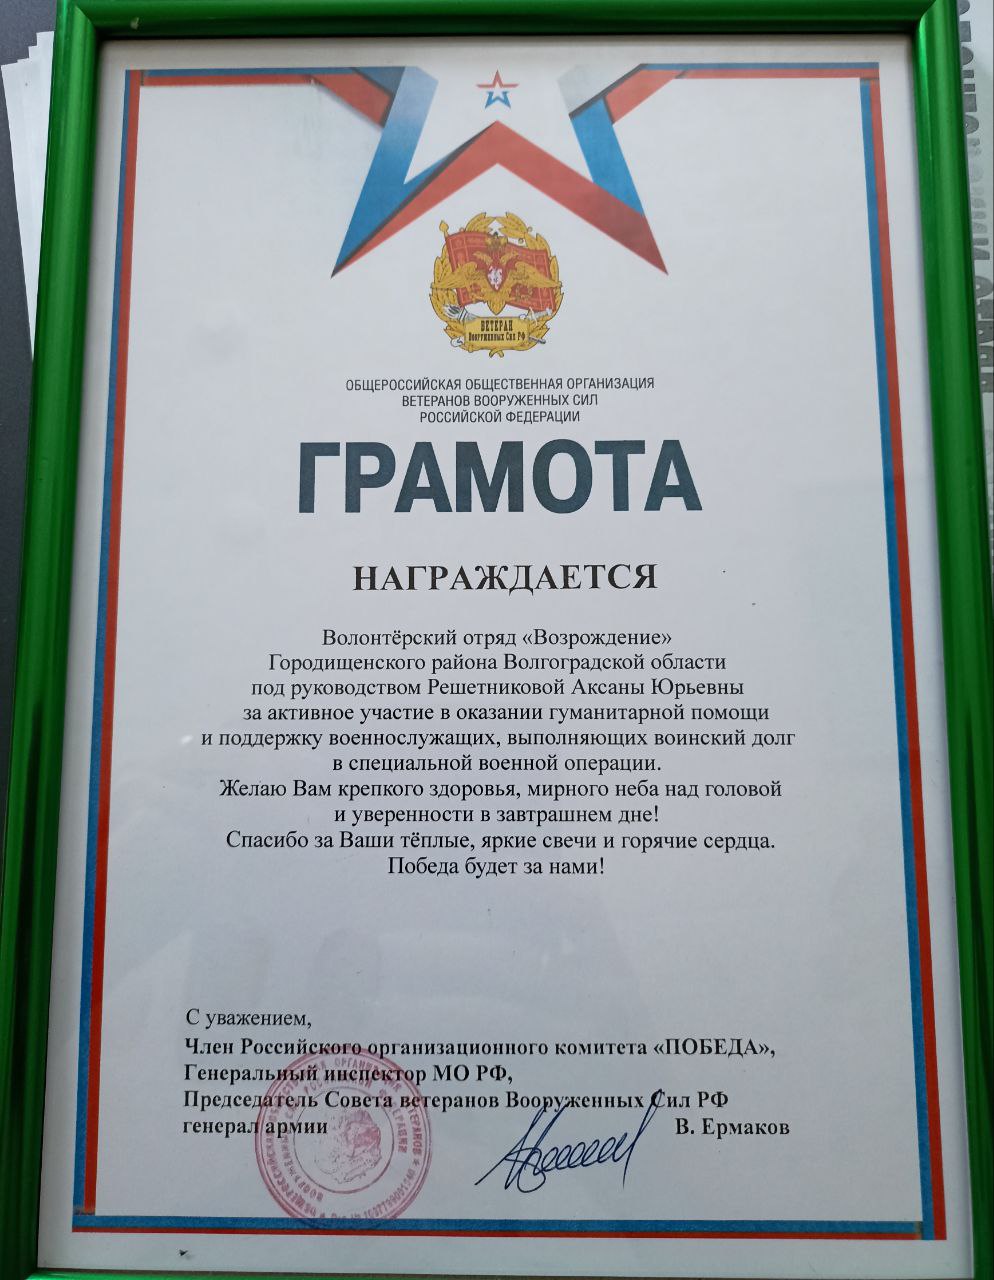 ВЕТЕРАН
Вооруженных Сил РФ
ОБЩЕРОССИЙСКАЯ ОБЩЕСТВЕННАЯ ОРГАНИЗАЦИЯ
ВЕТЕРАНОВ ВООРУЖЕННЫХ СИЛ
РОССИЙСКОЙ ФЕДЕРАЦИИ
ГРАМОТА
НАГРАЖДАЕТСЯ
Волонтёрский отряд «Возрождение»
Городищенского района Волгоградской области
под руководством Решетниковой Аксаны Юрьевны
за активное участие в оказании гуманитарной помощи
и поддержку военнослужащих, выполняющих воинский долг
в специальной военной операции.
Желаю Вам крепкого здоровья, мирного неба над головой
и уверенности в завтрашнем дне!
Спасибо за Ваши тёплые, яркие свечи и горячие сердца.
Победа будет за нами!
С уважением,
Член Российского организационного комитета «ПОБЕДА»,
Генеральный инспектор МО РФ,
Председатель Совета ветеранов Вооруженных Сил РФ
генерал армии В. Ермаков